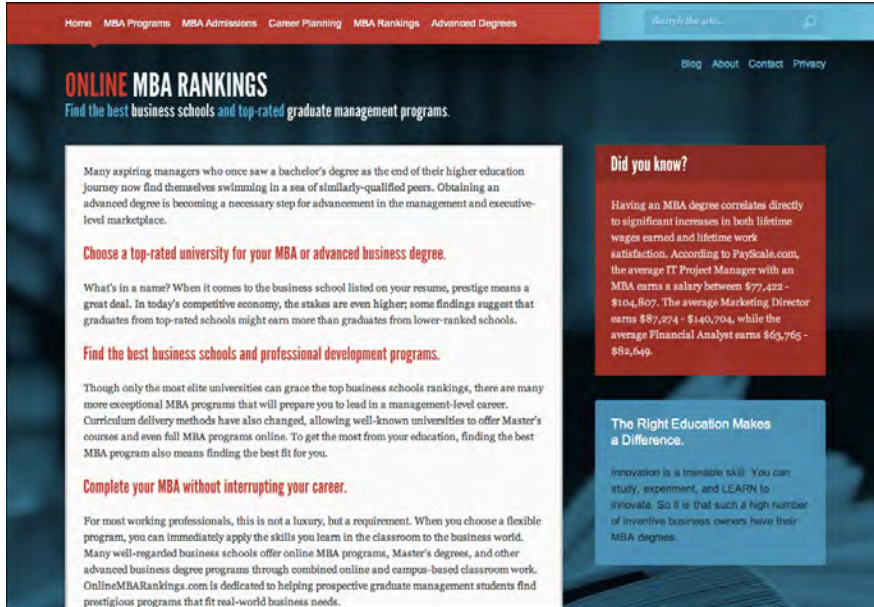 Home MBA Programs MBA Admissions Career Planning MBA Rankings Advanced Degrees
Search the site...
Blog About Contact Privacy
ONLINE MBA RANKINGS
Find the best business schools and top-rated graduate management programs.
Many aspiring managers who once saw a bachelor's degree as the end of their higher education
journey now find themselves swimming in a sea of similarly-qualified peers. Obtaining an
advanced degree is becoming a necessary step for advancement in the management and executive-
level marketplace.
Choose a top-rated university for your MBA or advanced business degree.
What's in a name? When it comes to the business school listed on your resume, prestige means a
great deal. In today's competitive economy, the stakes are even higher; some findings suggest that
graduates from top-rated schools might earn more than graduates from lower-ranked schools.
Find the best business schools and professional development programs.
Though only the most elite universities can grace the top business schools rankings, there are many
more exceptional MBA programs that will prepare you to lead in a management-level career.
Curriculum delivery methods have also changed, allowing well-known universities to offer Master's
courses and even full MBA programs online. To get the most from your education, finding the best
MBA program also means finding the best fit for you.
Complete your MBA without interrupting your career.
For most working professionals, this is not a luxury, but a requirement. When you choose a flexible
program, you can immediately apply the skills you learn in the classroom to the business world.
Many well-regarded business schools offer online MBA programs, Master's degrees, and other
advanced business degree programs through combined online and campus-based classroom work.
OnlineMBARankings.com is dedicated to helping prospective graduate management students find
prestigious programs that fit real-world business needs.
Did you know?
Having an MBA degree correlates directly
to significant increases in both lifetime
wages earned and lifetime work
satisfaction. According to PayScale.com,
the average IT Project Manager with an
MBA earns a salary between $77,422 -
$104,807. The average Marketing Director
earns $87,274 - $140,704, while the
average Financial Analyst earns $63,765 -
$82,649.
The Right Education Makes
a Difference.
Innovation is a trainable skill. You can
study, experiment, and LEARN to
innovate. So it is that such a high number
of inventive business owners have their
MBA degrees.